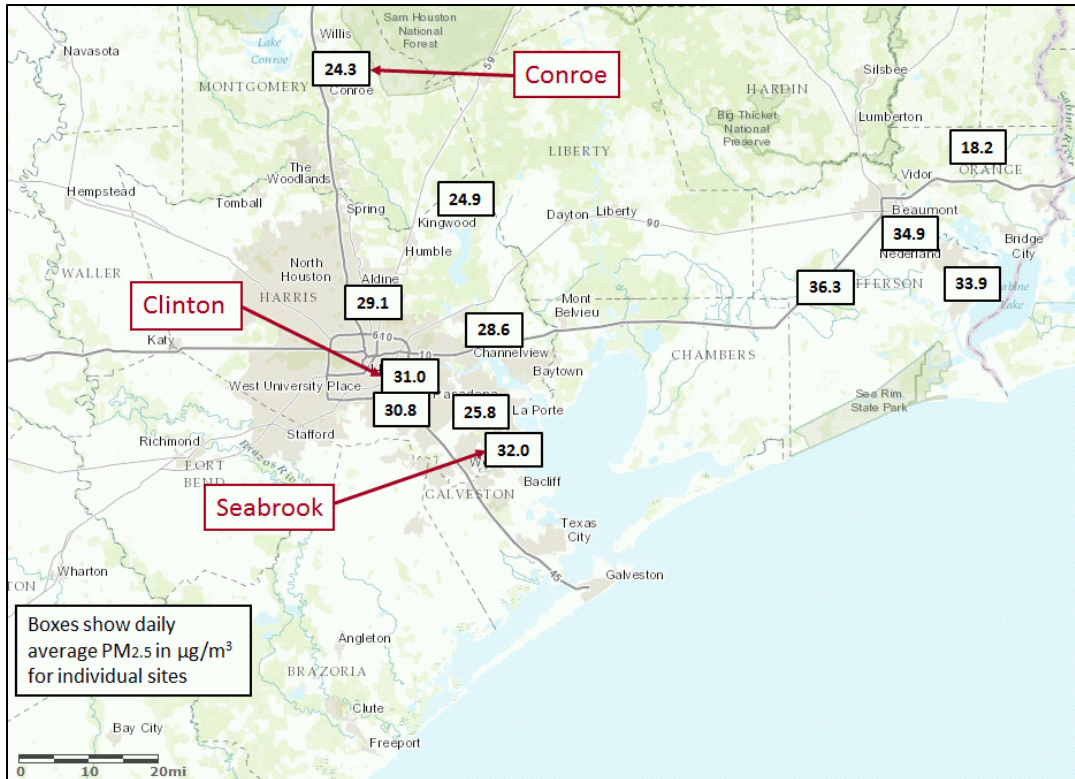 Willis
Sam Houston
National
Forest
Navasota
Lake
Conroe
59
24.3
Conroe
Conroe
MONTGOMERY
Silsbee
HARDIN
Lumberton
Big Thicket
National
Preserve
Sabine River
18.2
ORANGE
Vidor
LIBERTY
The
Woodlands
Hempstead
Tomball
Spring
24.9
Kingwood
Dayton
Liberty
90
Beaumont
34.9
Nederland
Bridge
City
Humble
North
Houston
Aldine
WALLER
HARRIS
Clinton
29.1
Mont
Belvieu
36.3
33.9
Lake
28.6
610
10
Channelview
Katy
CHAMBERS
Baytown
31.0
West University Place
Sea Rim
State Park
30.8
25.8
La Porte
Stafford
Richmond
FORT
BEND
32.0
Bacliff
Seabrook
GALVESTON
Texas
City
45
Galveston
Wharton
Boxes show daily
average PM2.5 in µg/m³
for individual sites
Angleton
BRAZORIA
Clute
Bay City
Freeport
0 10 20mi